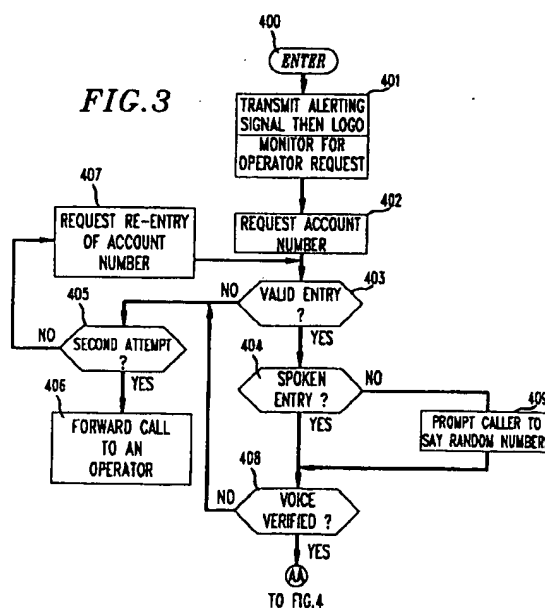 400
ENTER
FIG.3
401
TRANSMIT ALERTING
SIGNAL THEN LOGO
MONITOR FOR
OPERATOR REQUEST
407
REQUEST RE-ENTRY
OF ACCOUNT
NUMBER
402
REQUEST ACCOUNT
NUMBER
403
VALID ENTRY
?
NO
YES
405
SECOND ATTEMPT
?
NO
YES
404
SPOKEN
ENTRY ?
NO
YES
406
FORWARD CALL
TO AN
OPERATOR
409
PROMPT CALLER TO
SAY RANDOM NUMBER
408
VOICE
VERIFIED ?
NO
YES
AA
TO FIG.4